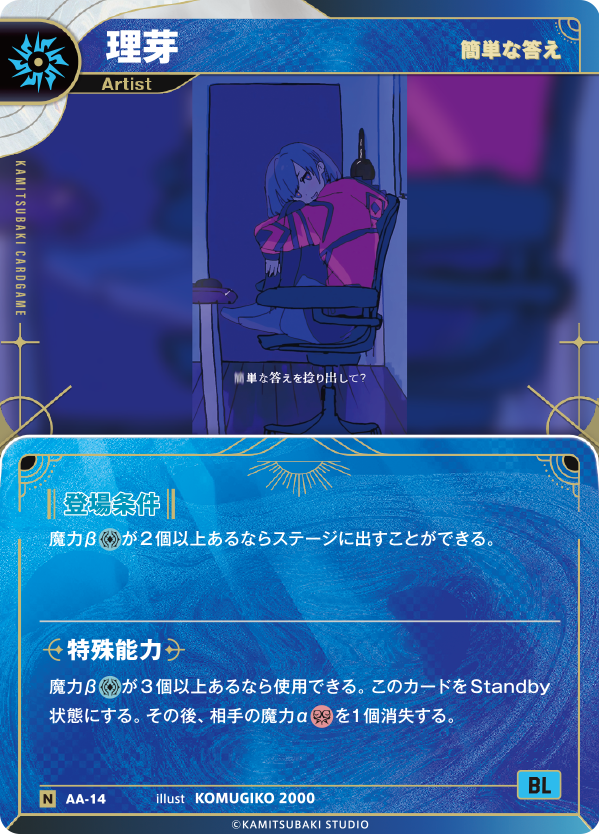 理芽
簡単な答え
Artist
KAMITSUBAKI CARDGAME
簡単な答えを捻り出して?
登場条件
魔力βが2個以上あるならステージに出すことができる。
特殊能力
魔力βが3個以上あるなら使用できる。このカードをStandby
状態にする。その後、相手の魔力αを1個消失する。
BL
N AA-14 illust KOMUGIKO 2000
©KAMITSUBAKI STUDIO